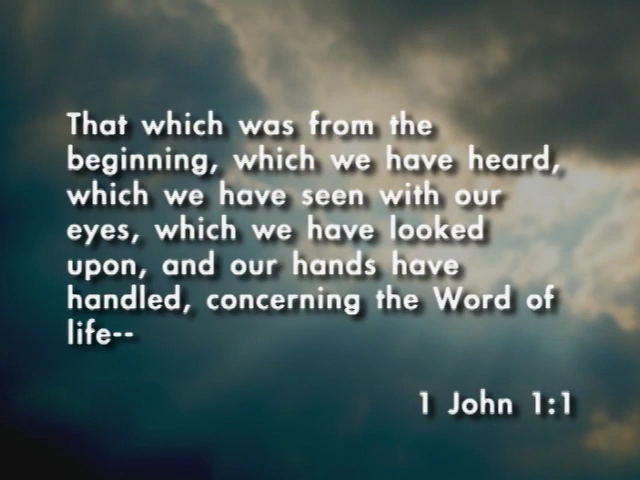 That which was from the
beginning, which we have heard,
which we have seen with our
eyes, which we have looked
upon, and our hands have
handled, concerning the Word of
life--
1 John 1:1